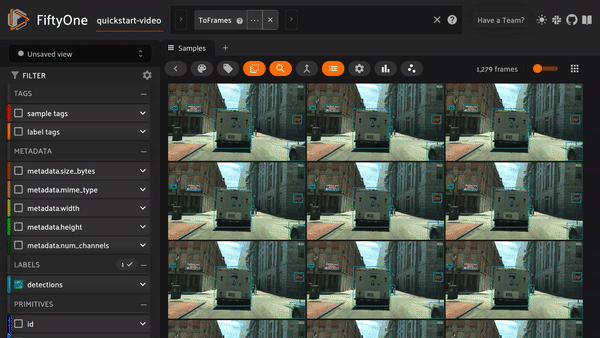 FiftyOne
quickstart-video
ToFrames
Have a Team?
Unsaved view
Samples
FILTER
1,279 frames
TAGS
sample tags
label tags
METADATA
metadata.size_bytes
metadata.mime_type
metadata.width
metadata.height
metadata.num_channels
LABELS
1
detections
PRIMITIVES
id